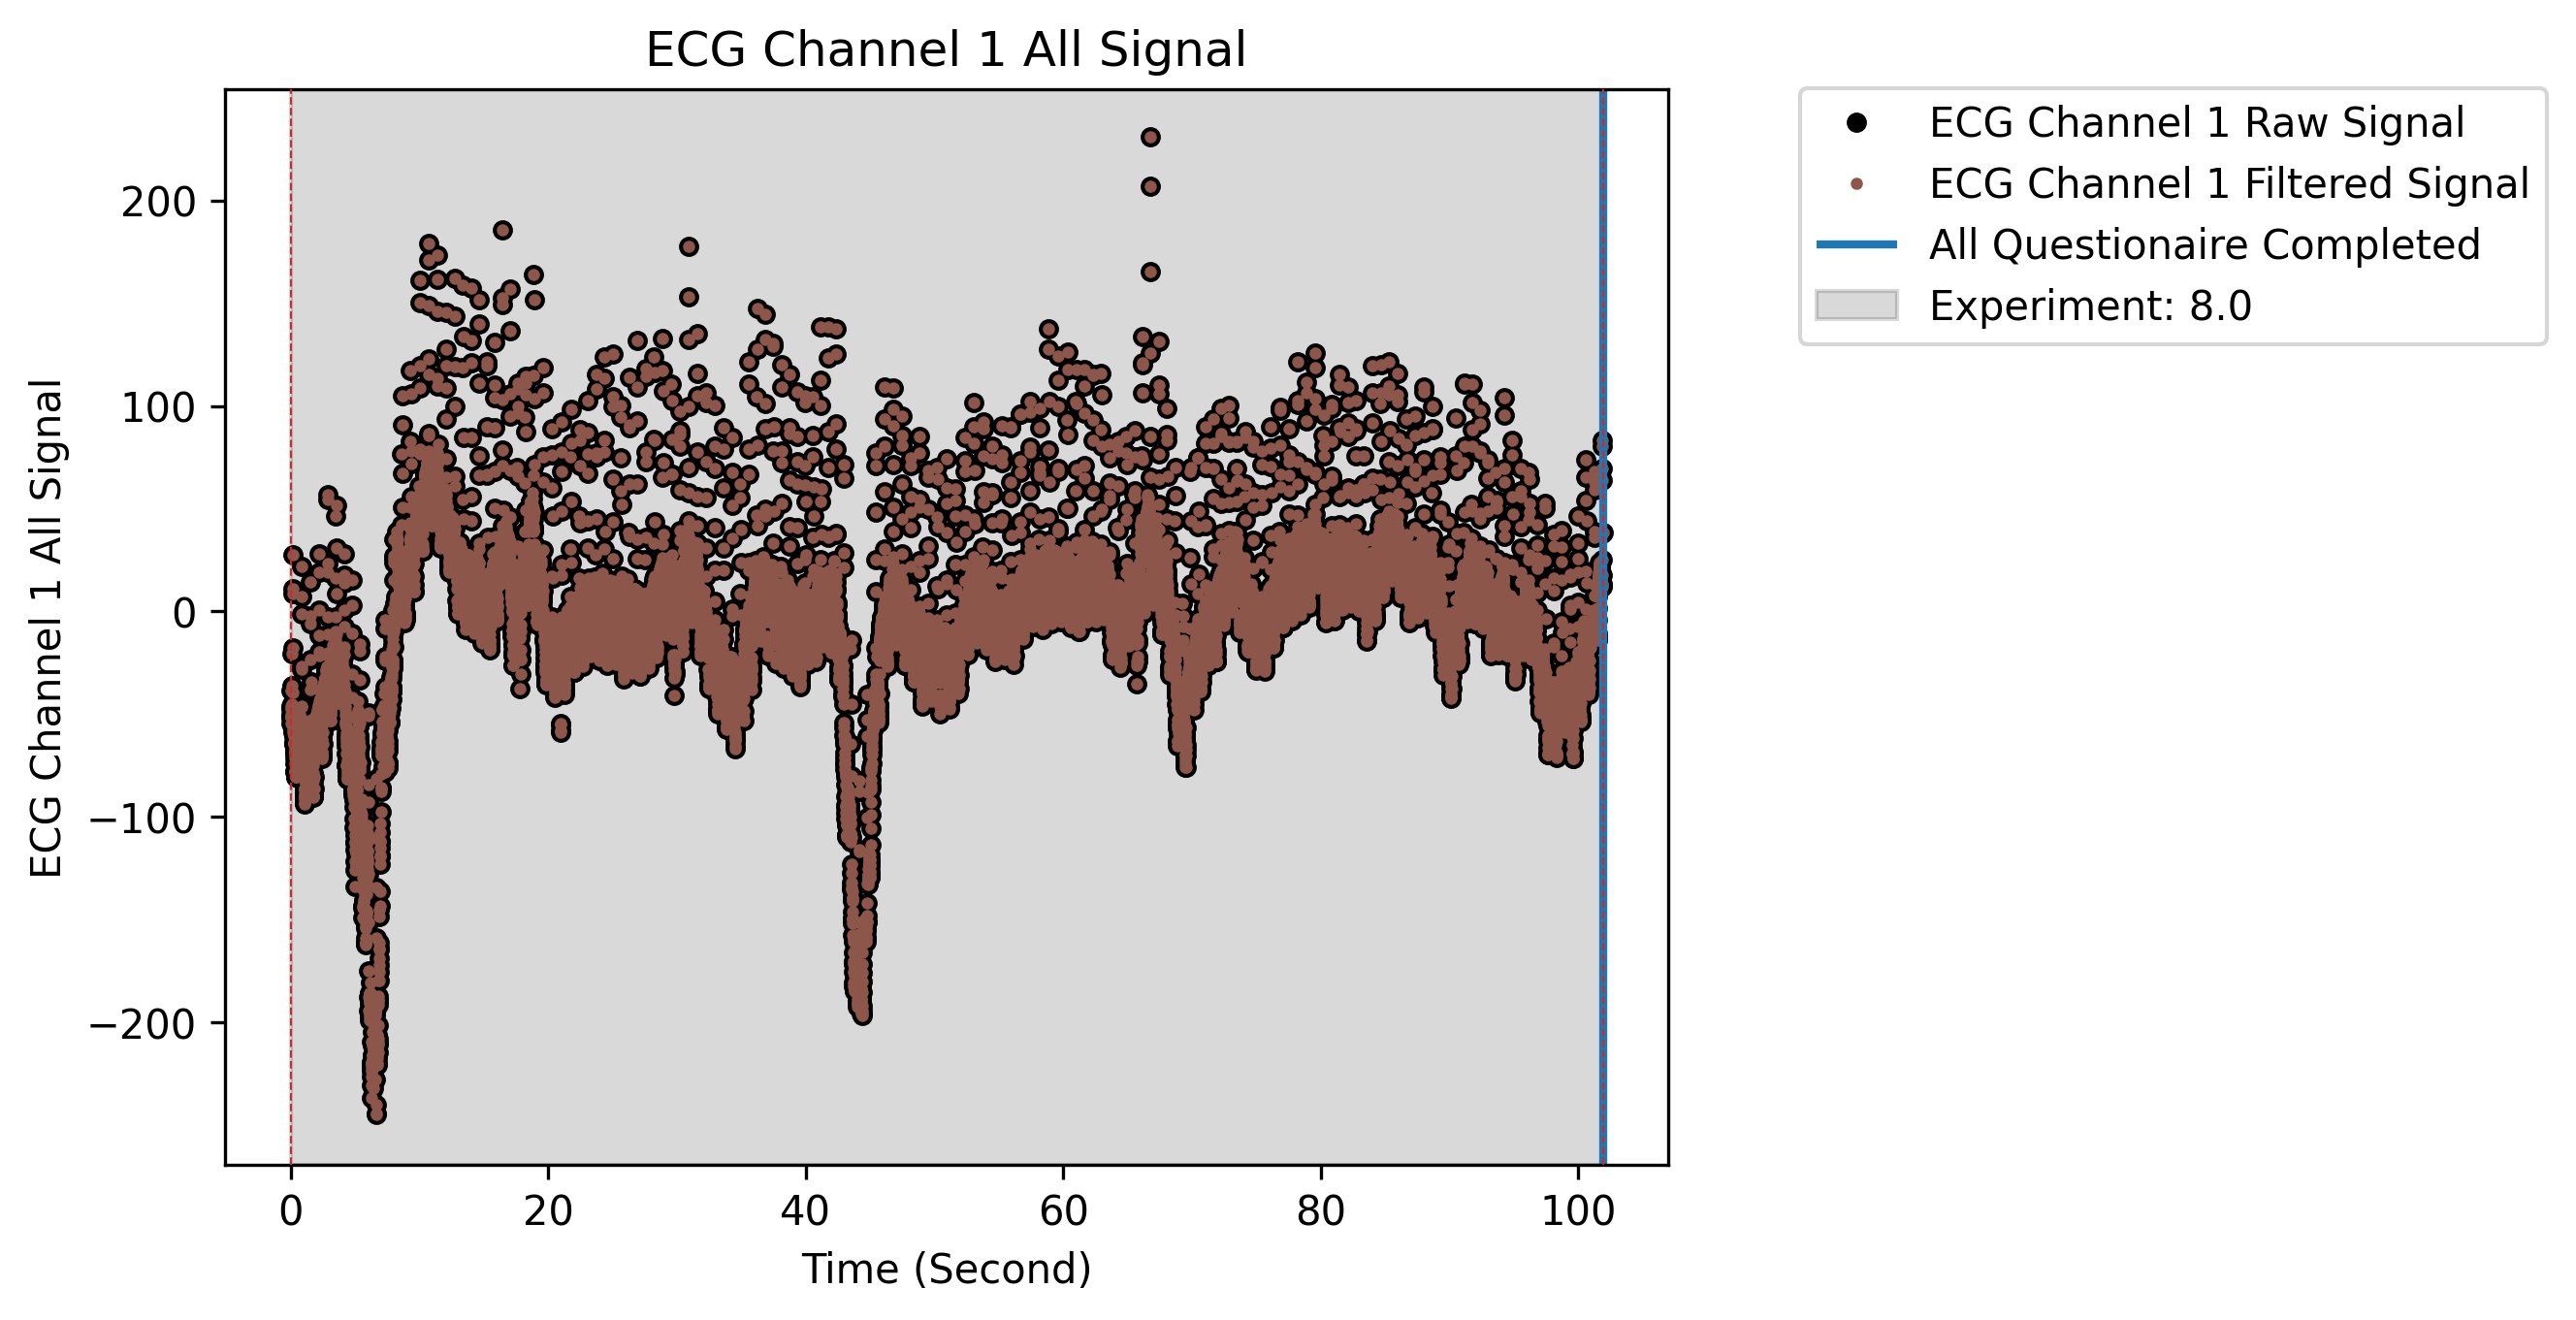 ECG Channel 1 All Signal
ECG Channel 1 Raw Signal
ECG Channel 1 Filtered Signal
All Questionaire Completed
Experiment: 8.0
ECG Channel 1 All Signal
200
100
0
−100
−200
0 20 40 60 80 100
Time (Second)